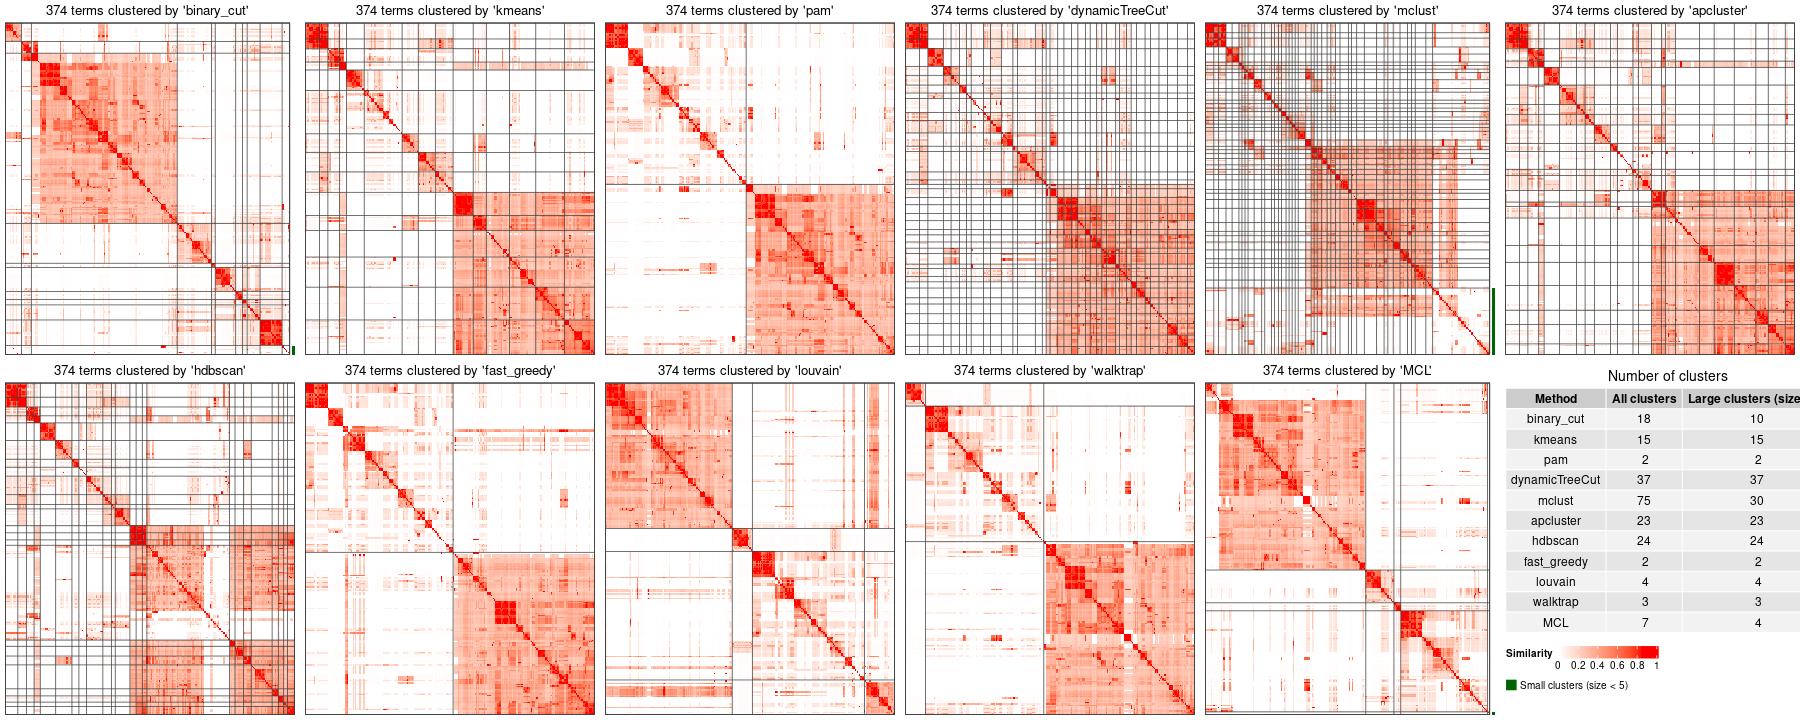 374 terms clustered by 'binary_cut'
374 terms clustered by 'kmeans'
374 terms clustered by 'pam'
374 terms clustered by 'dynamicTreeCut'
374 terms clustered by 'mclust'
374 terms clustered by 'apcluster'
374 terms clustered by 'hdbscan'
374 terms clustered by 'fast_greedy'
374 terms clustered by 'louvain'
374 terms clustered by 'walktrap'
374 terms clustered by 'MCL'
Number of clusters
Method All clusters Large clusters (size
binary_cut 18 10
kmeans 15 15
pam 2 2
dynamicTreeCut 37 37
mclust 75 30
apcluster 23 23
hdbscan 24 24
fast_greedy 2 2
louvain 4 4
walktrap 3 3
MCL 7 4
Similarity
0 0.2 0.4 0.6 0.8 1
Small clusters (size < 5)